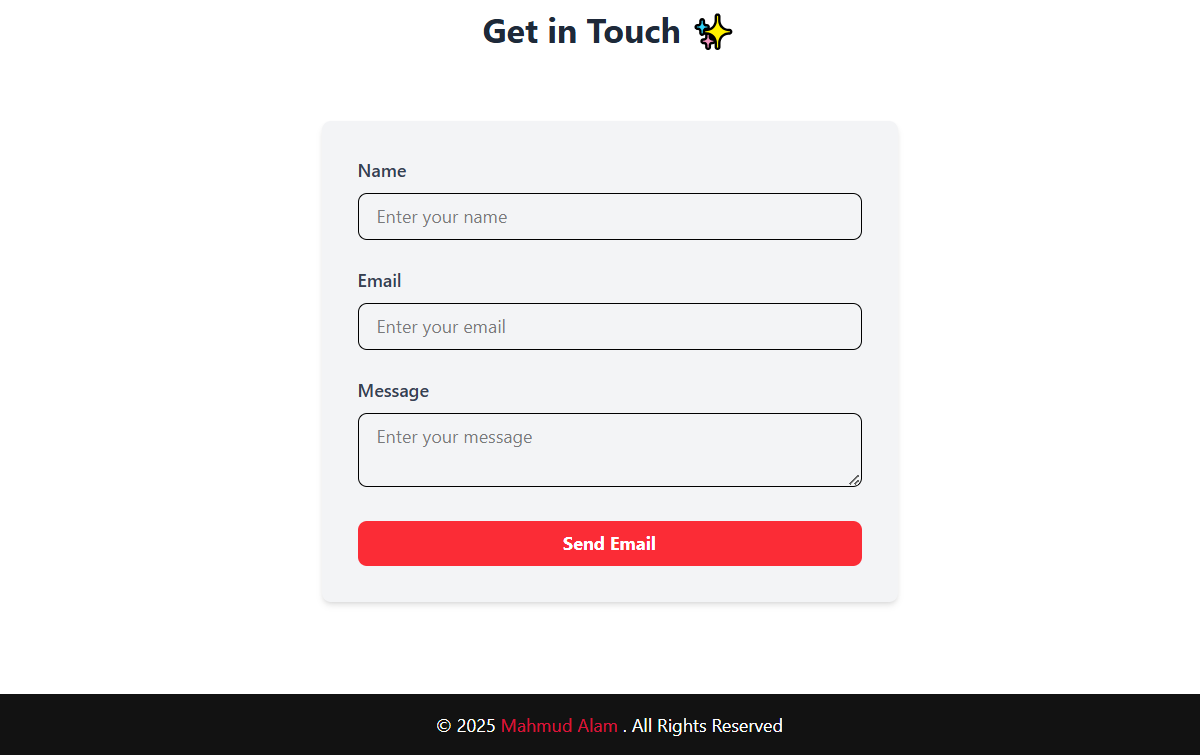 Get in Touch ✨
Name
Enter your name
Email
Enter your email
Message
Enter your message
Send Email
© 2025 Mahmud Alam . All Rights Reserved